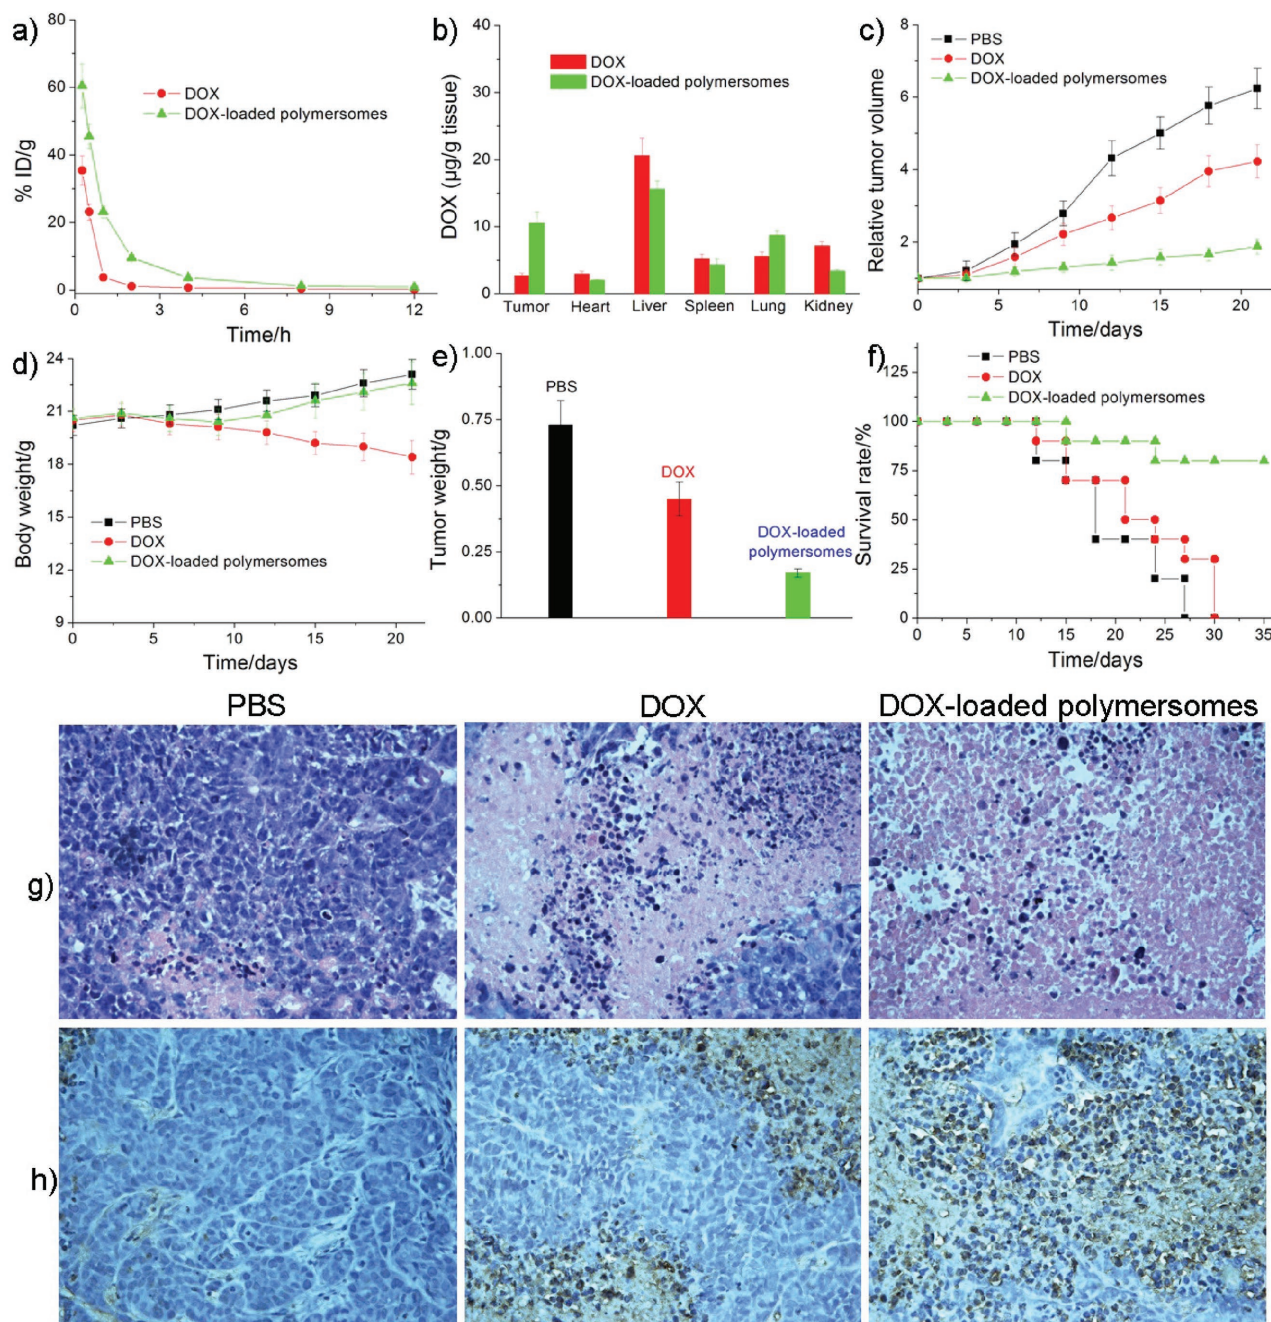 a)
80
60
40
20
0
% ID/g
DOX
DOX-loaded polymersomes
0 3 6 9 12
Time/h
b)
40
30
20
10
0
DOX (µg/g tissue)
DOX
DOX-loaded polymersomes
Tumor Heart Liver Spleen Lung Kidney
c)
8
6
4
2
Relative tumor volume
PBS
DOX
DOX-loaded polymersomes
0 5 10 15 20
Time/days
d)
24
21
18
15
12
9
Body weight/g
PBS
DOX
DOX-loaded polymersomes
0 5 10 15 20
Time/days
e)
1.00
0.75
0.50
0.25
0.00
Tumor weight/g
PBS
DOX
DOX-loaded
polymersomes
f)
125
100
75
50
25
0
Survival rate/%
PBS
DOX
DOX-loaded polymersomes
0 5 10 15 20 25 30 35
Time/days
PBS DOX DOX-loaded polymersomes
g)
h)